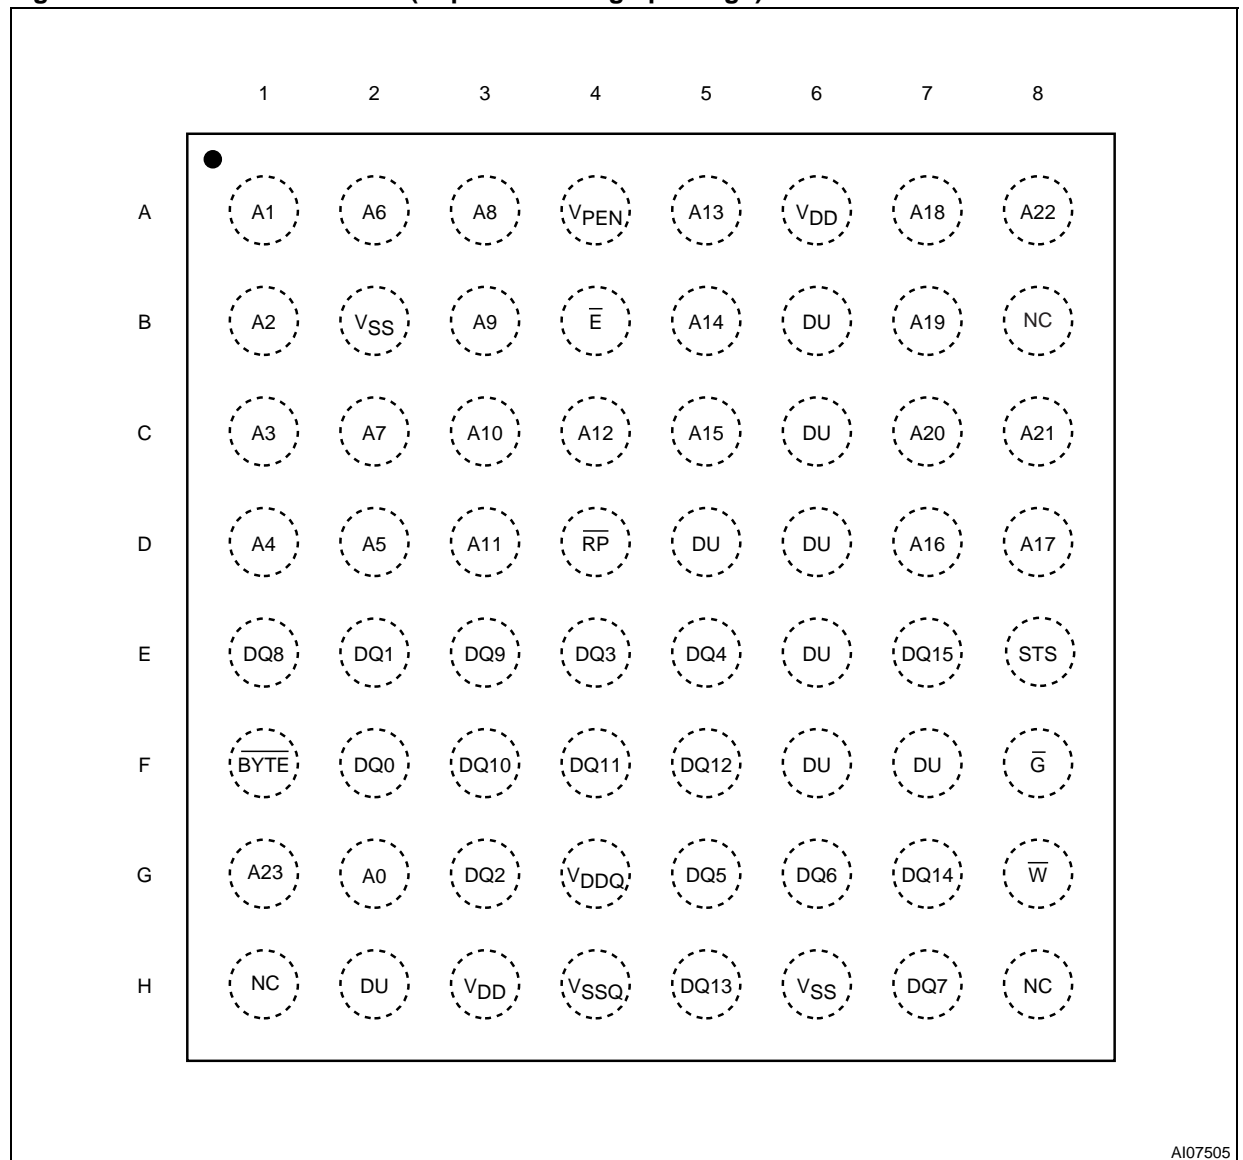 1 2 3 4 5 6 7 8
A A1 A6 A8 VPEN A13 VDD A18 A22
B A2 VSS A9 E̅ A14 DU A19 NC
C A3 A7 A10 A12 A15 DU A20 A21
D A4 A5 A11 R̅P̅ DU DU A16 A17
E DQ8 DQ1 DQ9 DQ3 DQ4 DU DQ15 STS
F B̅Y̅T̅E̅ DQ0 DQ10 DQ11 DQ12 DU DU G̅
G A23 A0 DQ2 VDDQ DQ5 DQ6 DQ14 W̅
H NC DU VDD VSSQ DQ13 VSS DQ7 NC
AI07505